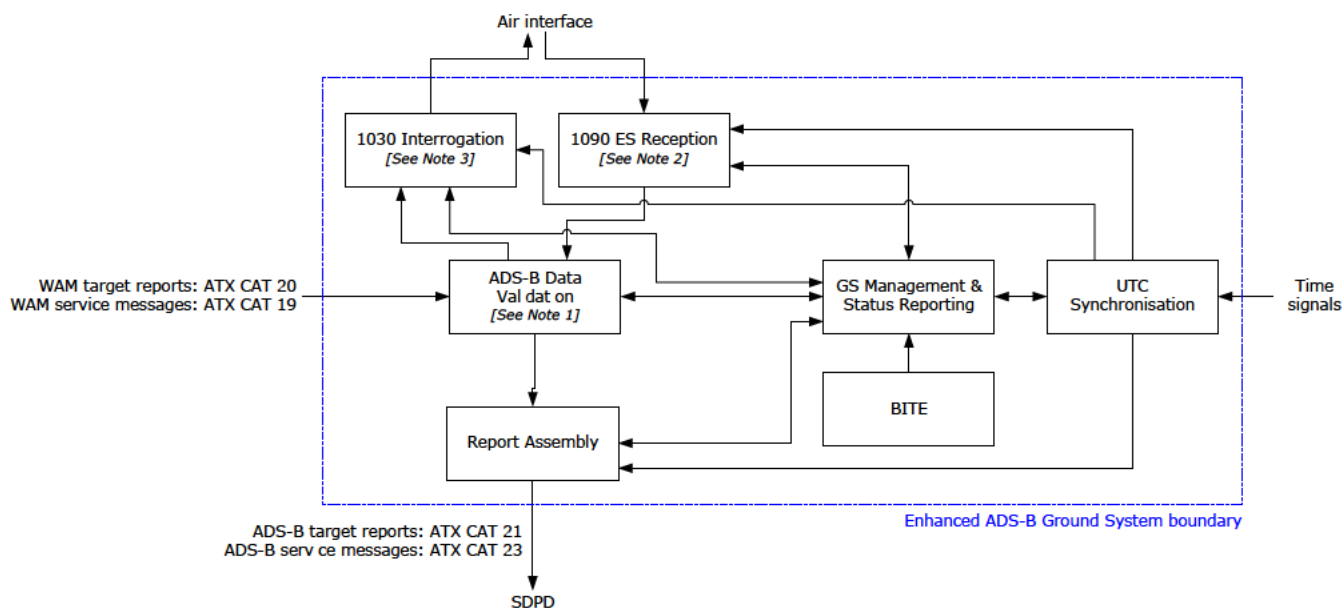 Air interface
1030 Interrogation
[See Note 3]
1090 ES Reception
[See Note 2]
WAM target reports: ATX CAT 20
WAM service messages: ATX CAT 19
ADS-B Data
Val dat on
[See Note 1]
GS Management &
Status Reporting
UTC
Synchronisation
Time
signals
BITE
Report Assembly
Enhanced ADS-B Ground System boundary
ADS-B target reports: ATX CAT 21
ADS-B serv ce messages: ATX CAT 23
SDPD